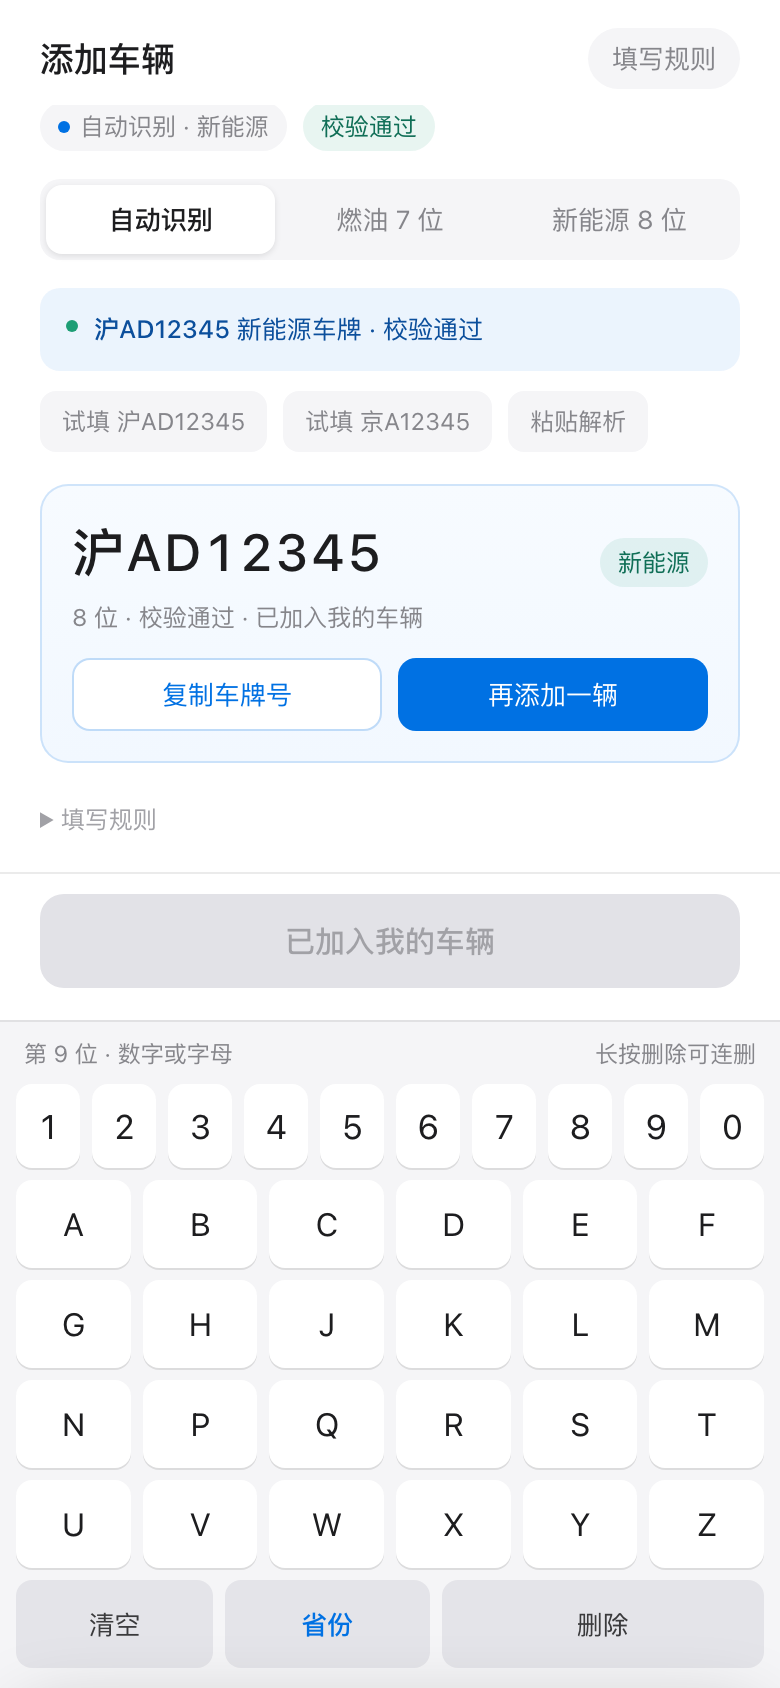 添加车辆
填写规则
自动识别 · 新能源
校验通过
自动识别
燃油 7 位
新能源 8 位
沪AD12345 新能源车牌 · 校验通过
试填 沪AD12345
试填 京A12345
粘贴解析
沪AD12345
新能源
8 位 · 校验通过 · 已加入我的车辆
复制车牌号
再添加一辆
填写规则
已加入我的车辆
第 9 位 · 数字或字母
长按删除可连删
1 2 3 4 5 6 7 8 9 0
A B C D E F
G H J K L M
N P Q R S T
U V W X Y Z
清空
省份
删除